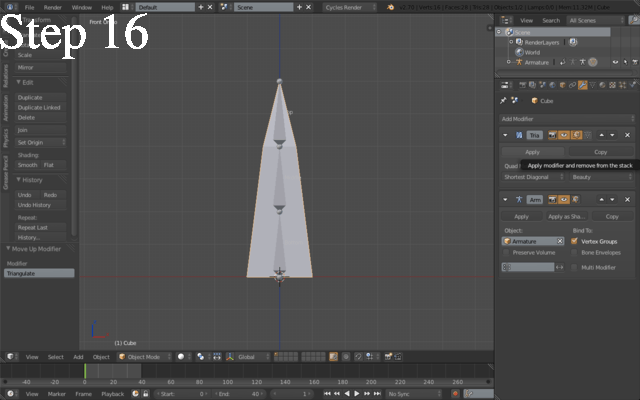 Step 16
File
Render
Window
Help
Default
Scene
Cycles Render
Front Ortho
View
Search
All Scenes
Scene
RenderLayers
World
Armature
Scale
Mirror
Edit
Duplicate
Duplicate Linked
Delete
Join
Set Origin
Shading:
Smooth
Flat
History
Undo
Redo
Undo History
Repeat:
Repeat Last
History...
Move Up Modifier
Modifier
Triangulate
Relations
Animation
Physics
Grease Pencil
Cube
Add Modifier
Tria
Apply
Copy
Apply modifier and remove from the stack
Shortest Diagonal
Beauty
Arm
Apply
Apply as Sha...
Copy
Object:
Bind To:
Armature
Vertex Groups
Preserve Volume
Bone Envelopes
Multi Modifier
(1) Cube
View
Select
Add
Object
Object Mode
Global
-40
-20
0
20
40
60
80
100
120
140
160
180
200
220
240
260
View
Marker
Frame
Playback
Start:
0
End:
40
1
No Sync